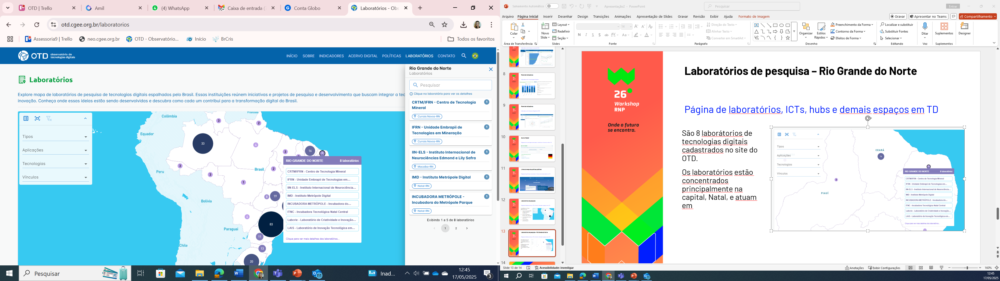 OTD | Trello
Amil
(4) WhatsApp
Caixa de entrada (
Conta Globo
Laboratórios - Obs
otd.cgee.org.br/laboratorios
Assessoria9 | Trello
neo.cgee.org.br
OTD - Observatório...
Início
BrCris
Todos os favoritos
OTD observatório de
tecnologias digitais
INÍCIO SOBRE INDICADORES ACERVO DIGITAL POLÍTICAS LABORATÓRIOS CONTATO
Laboratórios
Explore mapa de laboratórios de pesquisa de tecnologias digitais espalhados pelo Brasil. Essas instituições reúnem iniciativas e projetos de pesquisa e desenvolvimento que buscam integrar a tec
inovação. Conheça onde essas ideias estão sendo desenvolvidas e descubra como cada um contribui para a transformação digital do Brasil.
Tipos
Aplicações
Tecnologias
Vínculos
Colômbia
Francesa
Equador
Peru
Brasil
Bolívia
Paraguai
Chile
3
2
33
4
3
16
3
3
2
1
8
19
4
83
11
13
20
RIO GRANDE DO NORTE 8 laboratórios
CRTM/IFRN - Centro de Tecnologia Mineral
IFRN - Unidade Embrapii de Tecnologias em...
IIN-ELS - Instituto Internacional de Neurociência...
IMD - Instituto Metrópole Digital
INCUBADORA METRÓPOLE - Incubadora do...
ITNC - Incubadora Tecnológica Natal Central
Labcrie - Laboratório de Criatividade e Inovação...
LAIS - Laboratório de Inovação Tecnológica em...
Clique para ver mais detalhes dos laboratórios...
Rio Grande do Norte
Laboratórios
Pesquisar
Clique no laboratório para ver os detalhes
CRTM/IFRN - Centro de Tecnologia
Mineral
1
Currais Novos-RN
IFRN - Unidade Embrapii de
Tecnologias em Mineração
1
Currais Novos-RN
IIN-ELS - Instituto Internacional de
Neurociências Edmond e Lily Safra
1
Macaíba-RN
IMD - Instituto Metrópole Digital
1
Natal-RN
INCUBADORA METRÓPOLE -
Incubadora do Metrópole Parque
1
Natal-RN
Exibindo 1 a 5 de 8 laboratórios
1 2
Pesquisar
Inad...
12:45
17/05/2025
3
Salvamento Automático
Apresentação2 - PowerPoint
Pesquisar
Entrar
Arquivo Página Inicial Inserir Desenhar Design Transições Animações Apresentação de Slides Gravar Revisão Exibir Ajuda Formato de Imagem
Gravar
Apresentar no Teams
Compartilhamento
Colar
Novo
Slide
Layout
Redefinir
Seção
14
N I S S ab AV Aa A
Direção do Texto
Alinhar Texto
Converter em SmartArt
Organizar
Estilos
Rápidos
Preenchimento da Forma
Contorno da Forma
Efeitos de Forma
Localizar e substituir
Substituir Fontes
Selecionar
Ditar
Suplementos
Designer
Área de Transferência
Slides
Fonte
Parágrafo
Desenho
Editando
Voz
Suplementos
8
9
10
11
12
13
14
26
Workshop
RNP
Onde o futuro
se encontra.
Laboratórios de pesquisa – Rio Grande do Norte
Página de laboratórios, ICTs, hubs e demais espaços em TD
São 8 laborátorios de
tecnologias digitais
cadastrados no site do
OTD.
Os laboratórios estão
concentrados
principalmente na
capital, Natal, e atuam
em
Tipos
Aplicações
Tecnologias
Vínculos
CEARÁ
16
PIAUÍ
2
RIO GRANDE DO NORTE 8 laboratórios
CRTM/IFRN - Centro de Tecnologia Mineral
IFRN - Unidade Embrapii de Tecnologias em...
IIN-ELS - Instituto Internacional de Neurociência...
IMD - Instituto Metrópole Digital
INCUBADORA METRÓPOLE - Incubadora do...
ITNC - Incubadora Tecnológica Natal Central
Labcrie - Laboratório de Criatividade e Inovação...
LAIS - Laboratório de Inovação Tecnológica em...
Clique para ver mais detalhes dos laboratórios...
Slide 13 de 14
Acessibilidade: investigar
Anotações
Exibir Configurações
160%
12:45
17/05/2025